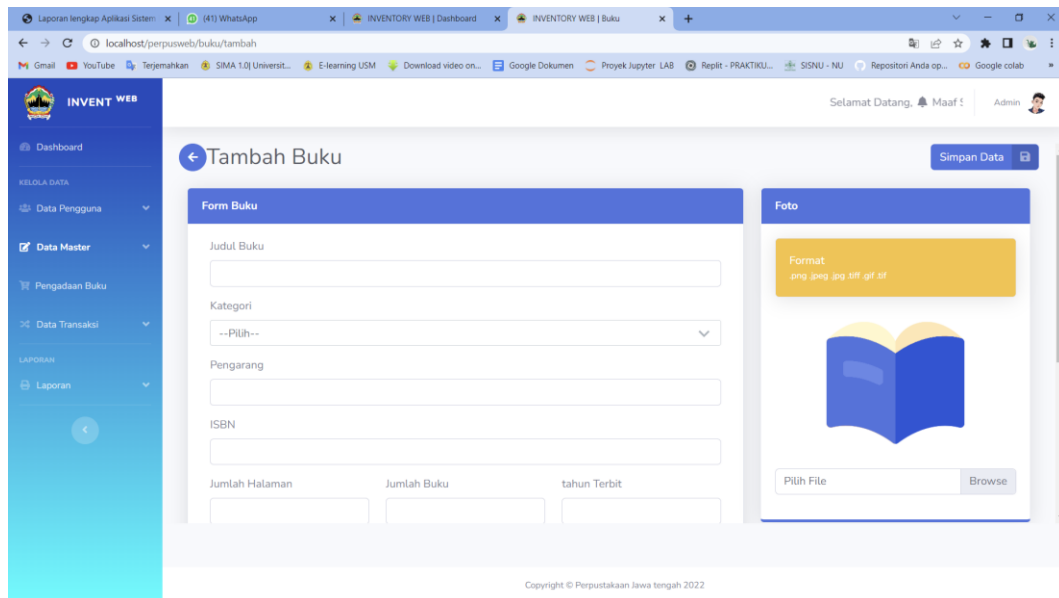 Laporan lengkap Aplikasi Sistem
(41) WhatsApp
INVENTORY WEB | Dashboard
INVENTORY WEB | Buku
localhost/perpusweb/buku/tambah
Gmail
YouTube
Terjemahkan
SIMA 1.0| Universit...
E-learning USM
Download video on...
Google Dokumen
Proyek Jupyter LAB
Replit - PRAKTIKU...
SISNU - NU
Repositori Anda op...
Google colab
INVENT WEB
Selamat Datang,
Maaf
Admin
Dashboard
KELOLA DATA
Data Pengguna
Data Master
Pengadaan Buku
Data Transaksi
LAPORAN
Laporan
Tambah Buku
Simpan Data
Form Buku
Judul Buku
Kategori
--Pilih--
Pengarang
ISBN
Jumlah Halaman
Jumlah Buku
tahun Terbit
Foto
Format
.png .jpeg .jpg .tiff .gif .tif
Pilih File
Browse
Copyright © Perpustakaan Jawa tengah 2022